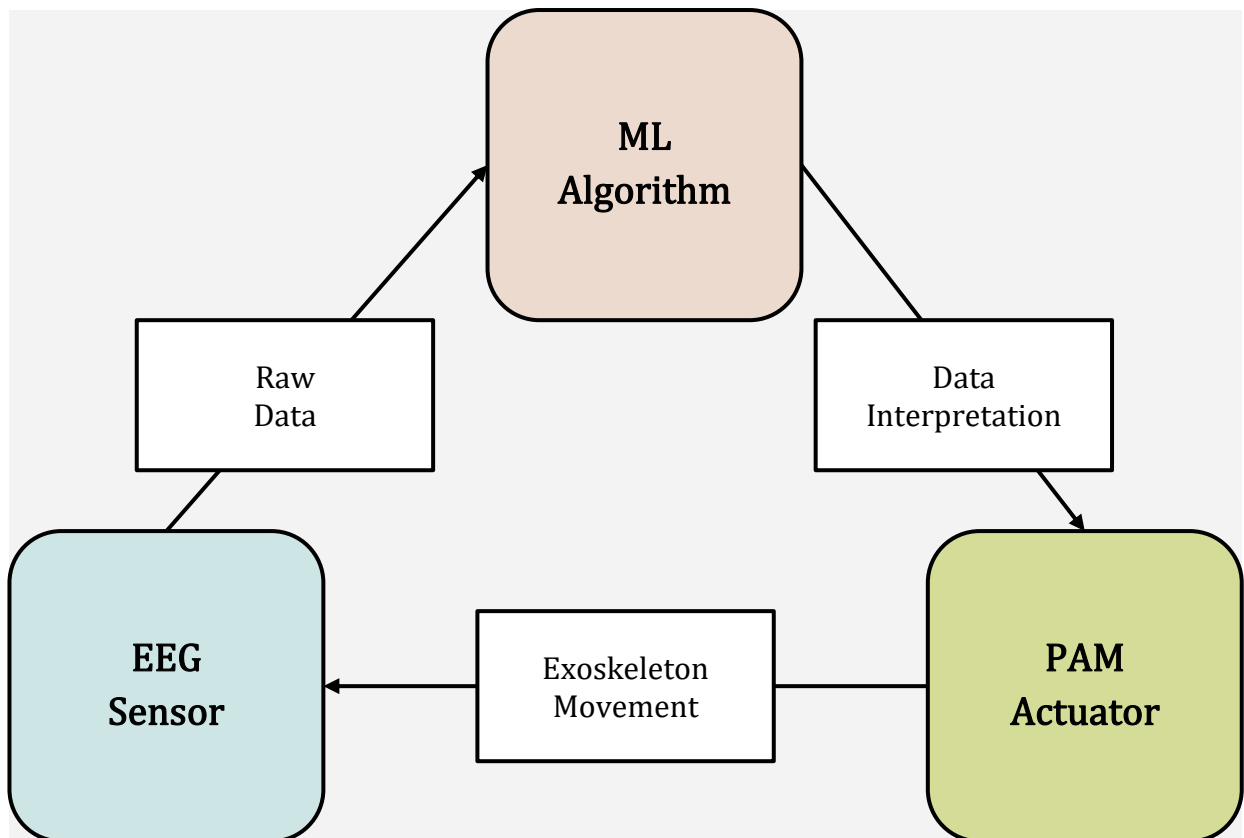 ML
Algorithm
Raw
Data
Data
Interpretation
EEG
Sensor
Exoskeleton
Movement
PAM
Actuator